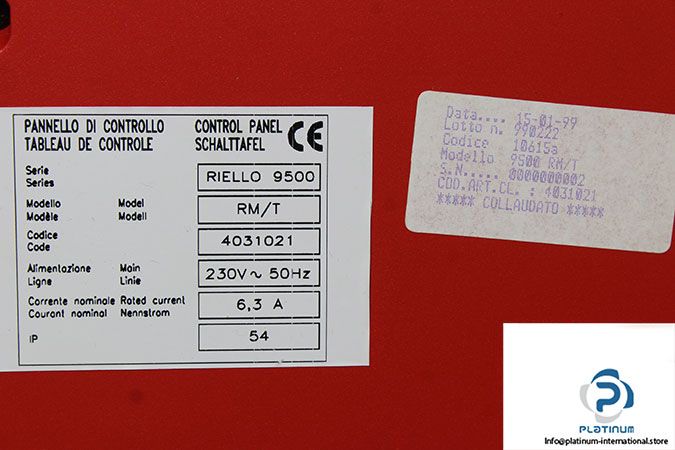 PANNELLO DI CONTROLLO CONTROL PANEL CE
TABLEAU DE CONTROLE SCHALTTAFEL
Serie
Series
RIELLO 9500
Modello Model
Modèle Modell
RM/T
Codice
Code
4031021
Alimentazione Main
Ligne Linie
230V~ 50Hz
Corrente nominale Rated current
Courant nominal Nennstrom
6,3 A
IP
54
Data.... 15-01-99
Lotto n. 990222
Codice 10615a
Modello 9500 RM/T
S.N..... 0000000002
COD.ART.CL. : 4031021
***** COLLAUDATO *****
PLATINUM
Info@platinum-international.store